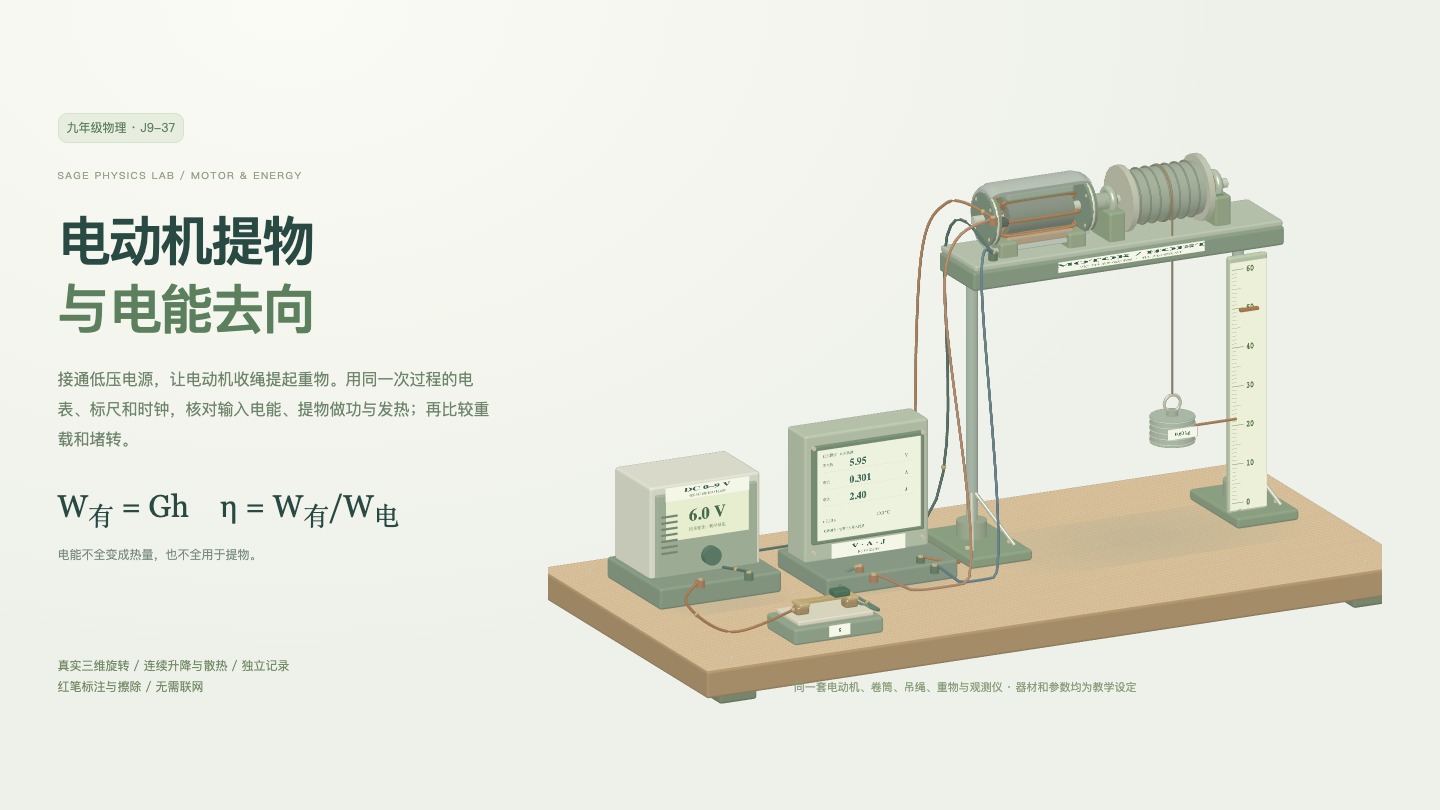 九年级物理 · J9–37
SAGE PHYSICS LAB / MOTOR & ENERGY
电动机提物
与电能去向
接通低压电源，让电动机收绳提起重物。用同一次过程的电
表、标尺和时钟，核对输入电能、提物做功与发热；再比较重
载和堵转。
W有 = Gh η = W有/W电
电能不全变成热量，也不全用于提物。
真实三维旋转 / 连续升降与散热 / 独立记录
红笔标注与擦除 / 无需联网
DC 0–9 V
6.0 V
5.95 V
0.301 A
2.40 J
V · A · J
S
MOTOR / HOIST
60
50
40
30
20
10
0
同一套电动机、卷筒、吊绳、重物与观测仪 · 器材和参数均为教学设定